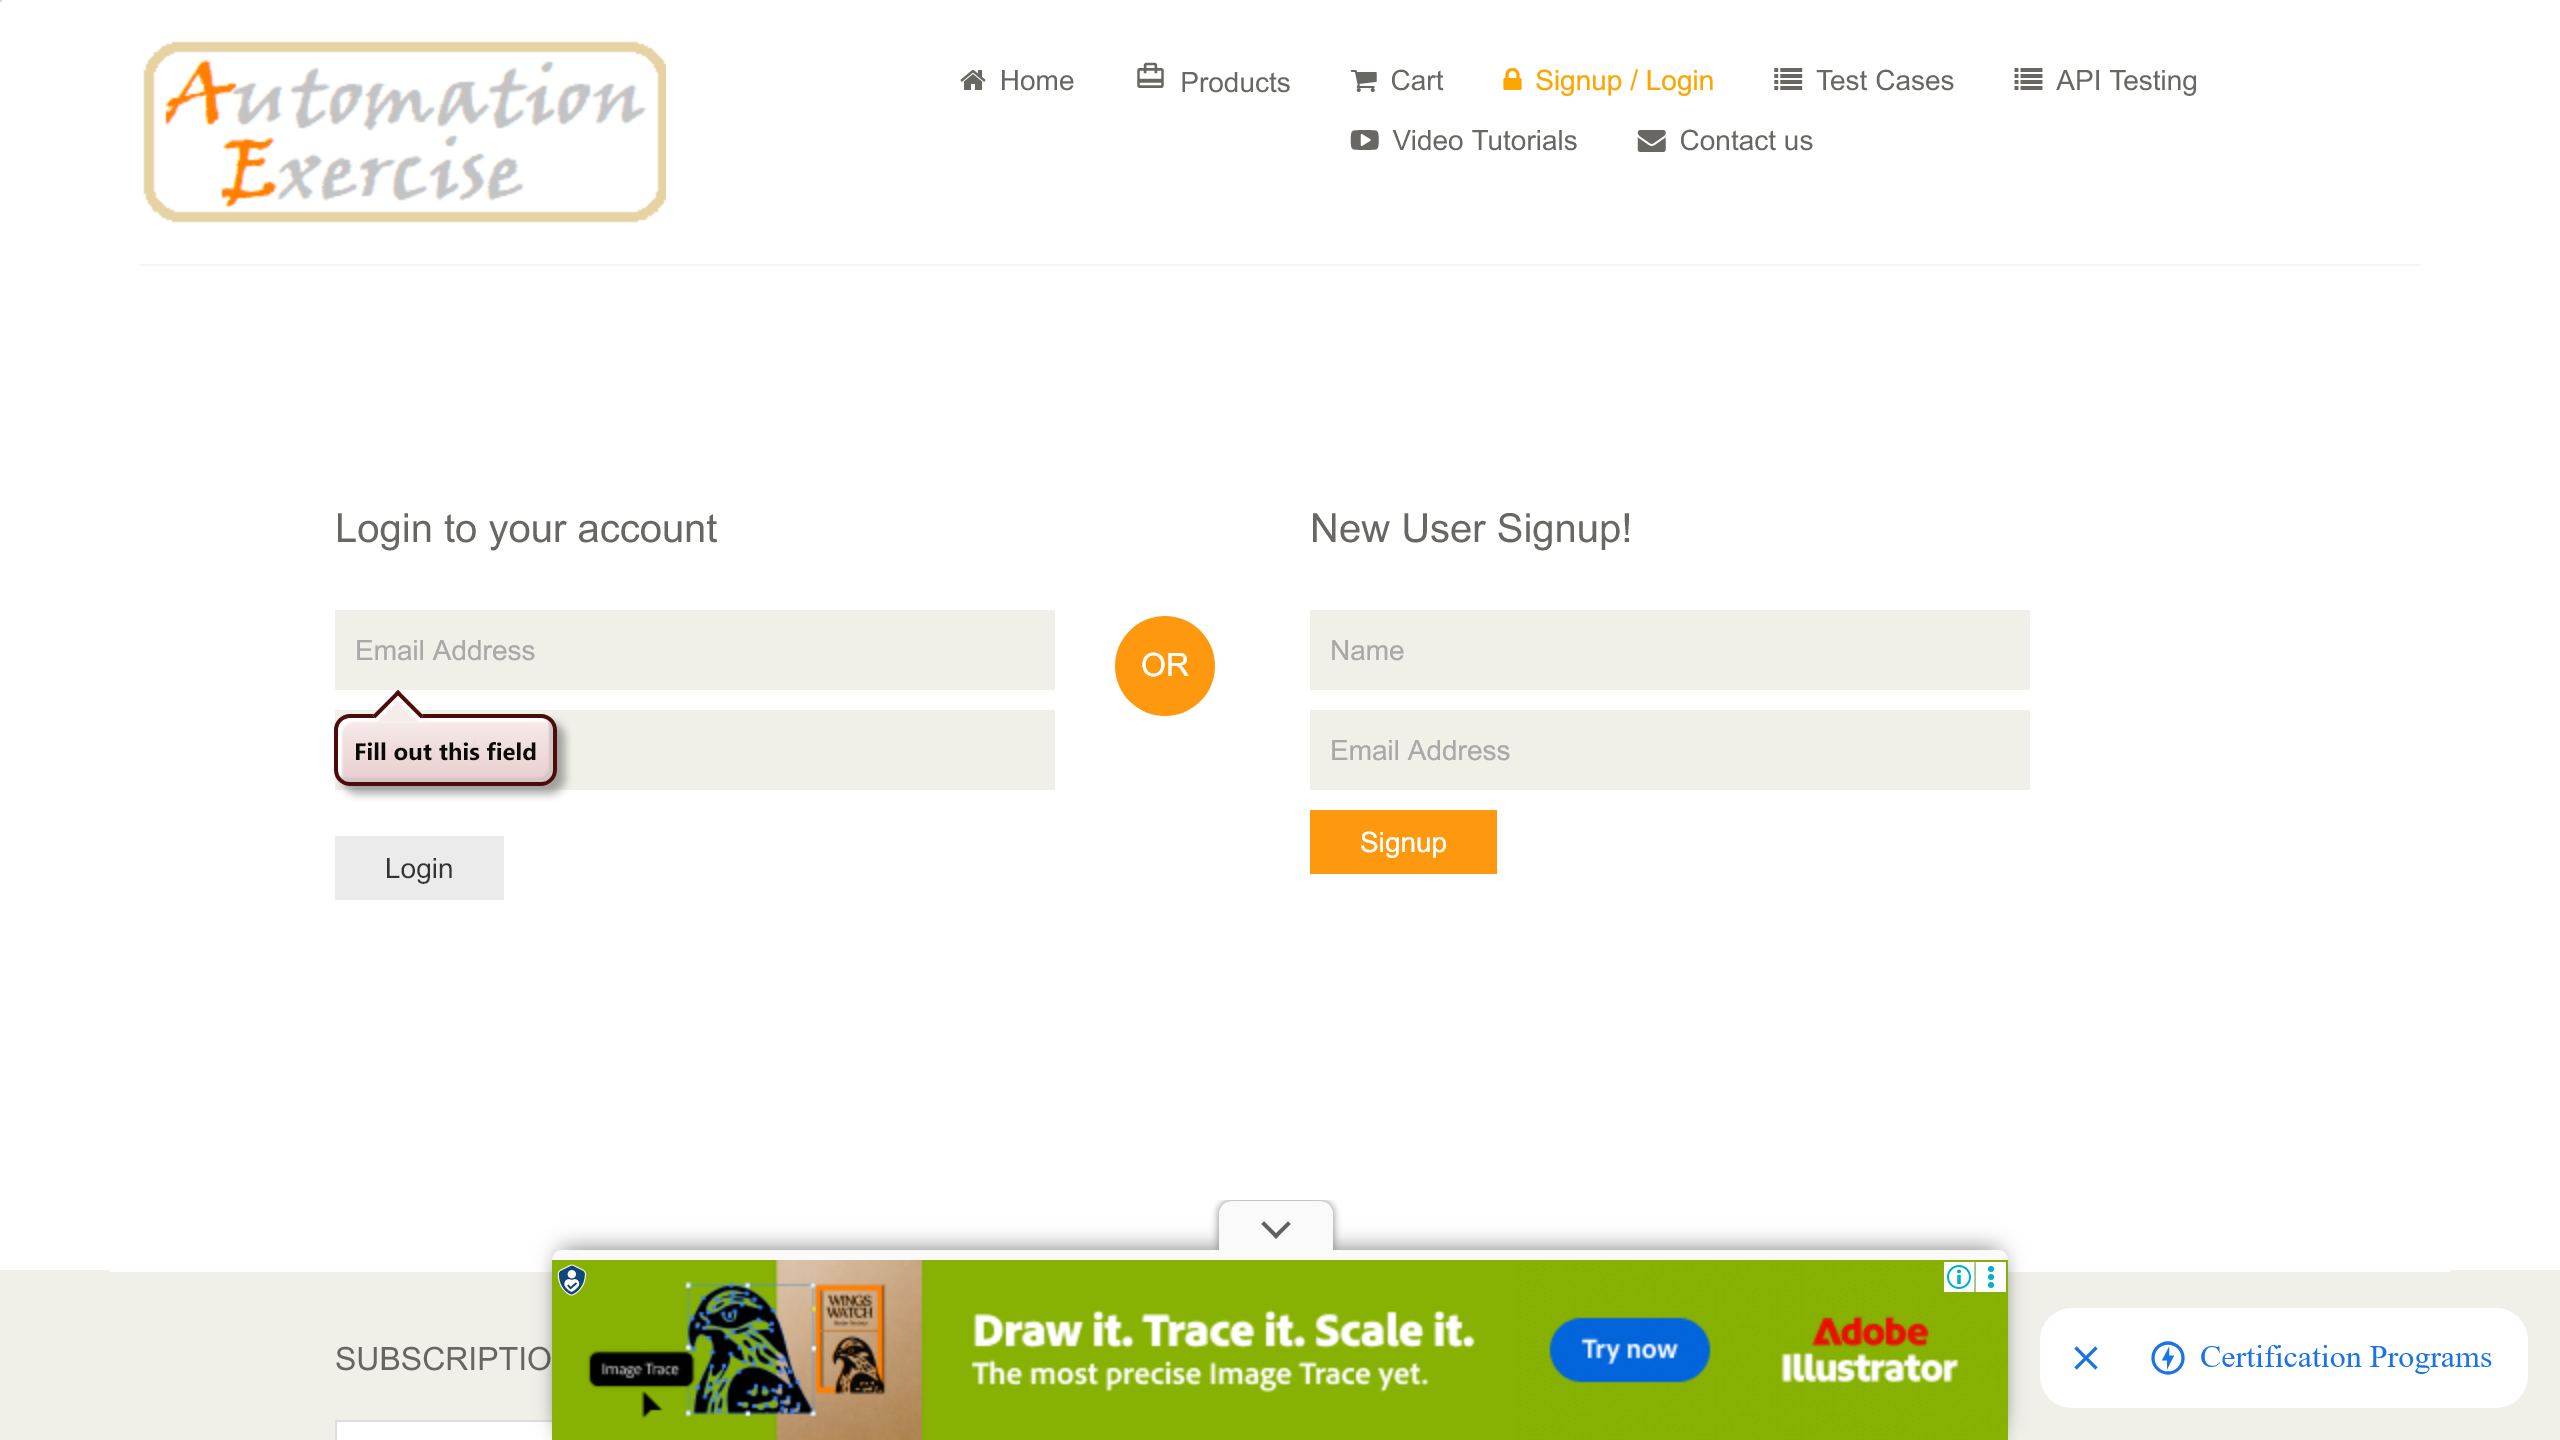 Automation
Exercise
Home
Products
Cart
Signup / Login
Test Cases
API Testing
Video Tutorials
Contact us
Login to your account
Email Address
Fill out this field
Login
OR
New User Signup!
Name
Email Address
Signup
SUBSCRIPTIO
Image Trace
WINGS
WATCH
Draw it. Trace it. Scale it.
The most precise Image Trace yet.
Try now
Adobe
Illustrator
Certification Programs